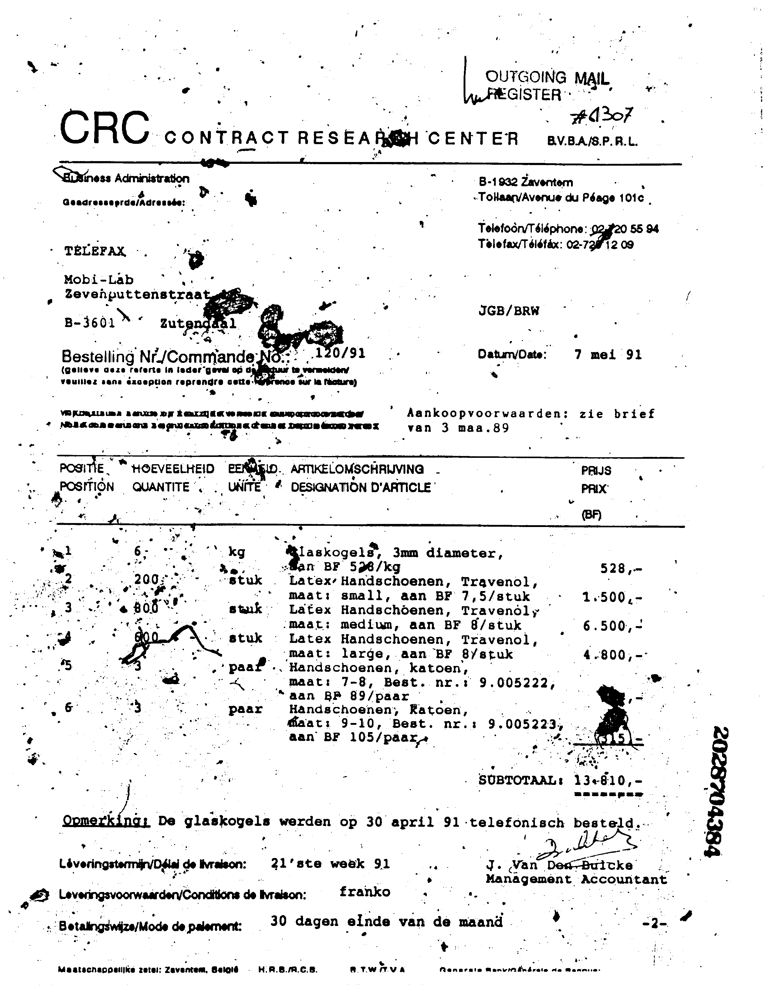 OUTGOING MAIL
REGISTER
#1307
CRC CONTRACT RESEARCH CENTER B.V.B.A./S.P.R.L.
Business Administration
Geadresseerde/Adressée:
B-1932 Zaventem
Tollaan/Avenue du Péage 101c
Telefoon/Téléphone: 02-720 55 94
Telefax/Téléfax: 02-720 12 09
TELEFAX
Mobi-Lab
Zevenputtenstraat
B-3601 Zutendaal
JGB/BRW
Bestelling Nr./Commande No.: 120/91
Datum/Date: 7 mei 91
(gelieve deze referte in ieder geval op de factuur te vermelden/
veuillez sans exception reprendre cette référence sur la facture)
Aankoopvoorwaarden: zie brief
van 3 maa.89
POSITIE HOEVEELHEID EENHEID ARTIKELOMSCHRIJVING PRIJS
POSITION QUANTITE UNITE DESIGNATION D'ARTICLE PRIX
(BF)
1 6 kg Glaskogels, 3mm diameter,
aan BF 528/kg 528,-
2 200 stuk Latex Handschoenen, Travenol,
maat: small, aan BF 7,5/stuk 1.500,-
3 800 stuk Latex Handschoenen, Travenol,
maat: medium, aan BF 8/stuk 6.500,-
4 600 stuk Latex Handschoenen, Travenol,
maat: large, aan BF 8/stuk 4.800,-
5 3 paar Handschoenen, katoen,
maat: 7-8, Best. nr.: 9.005222,
aan BF 89/paar ,-
6 3 paar Handschoenen, Katoen,
maat: 9-10, Best. nr.: 9.005223,
aan BF 105/paar, 315,-
SUBTOTAAL: 13.810,-
Opmerking: De glaskogels werden op 30 april 91 telefonisch besteld.
Leveringstermijn/Délai de livraison: 21'ste week 91
J. Van Den Bulcke
Management Accountant
Leveringsvoorwaarden/Conditions de livraison: franko
Betalingswijze/Mode de paiement: 30 dagen einde van de maand
-2-
Maatschappelijke zetel: Zaventem, België H.R.B./R.C.B. B.T.W./T.V.A Generale Bank/Générale de Banque:
2028704384